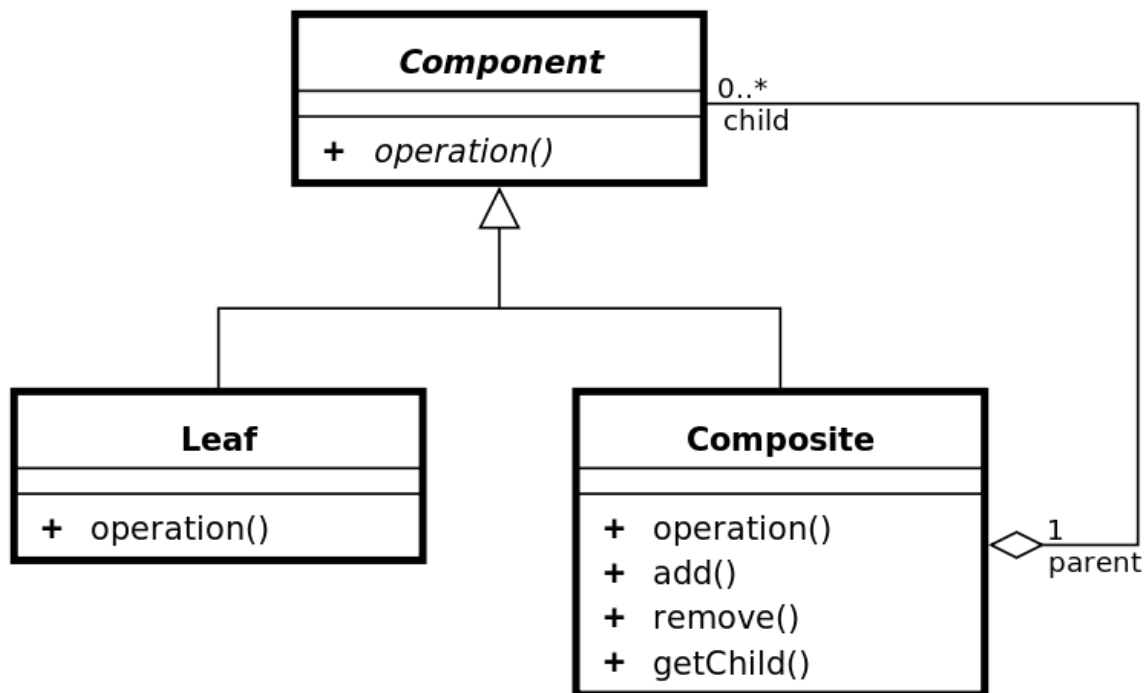 Component
+ operation()
0..*
child
Leaf
+ operation()
Composite
+ operation()
+ add()
+ remove()
+ getChild()
1
parent